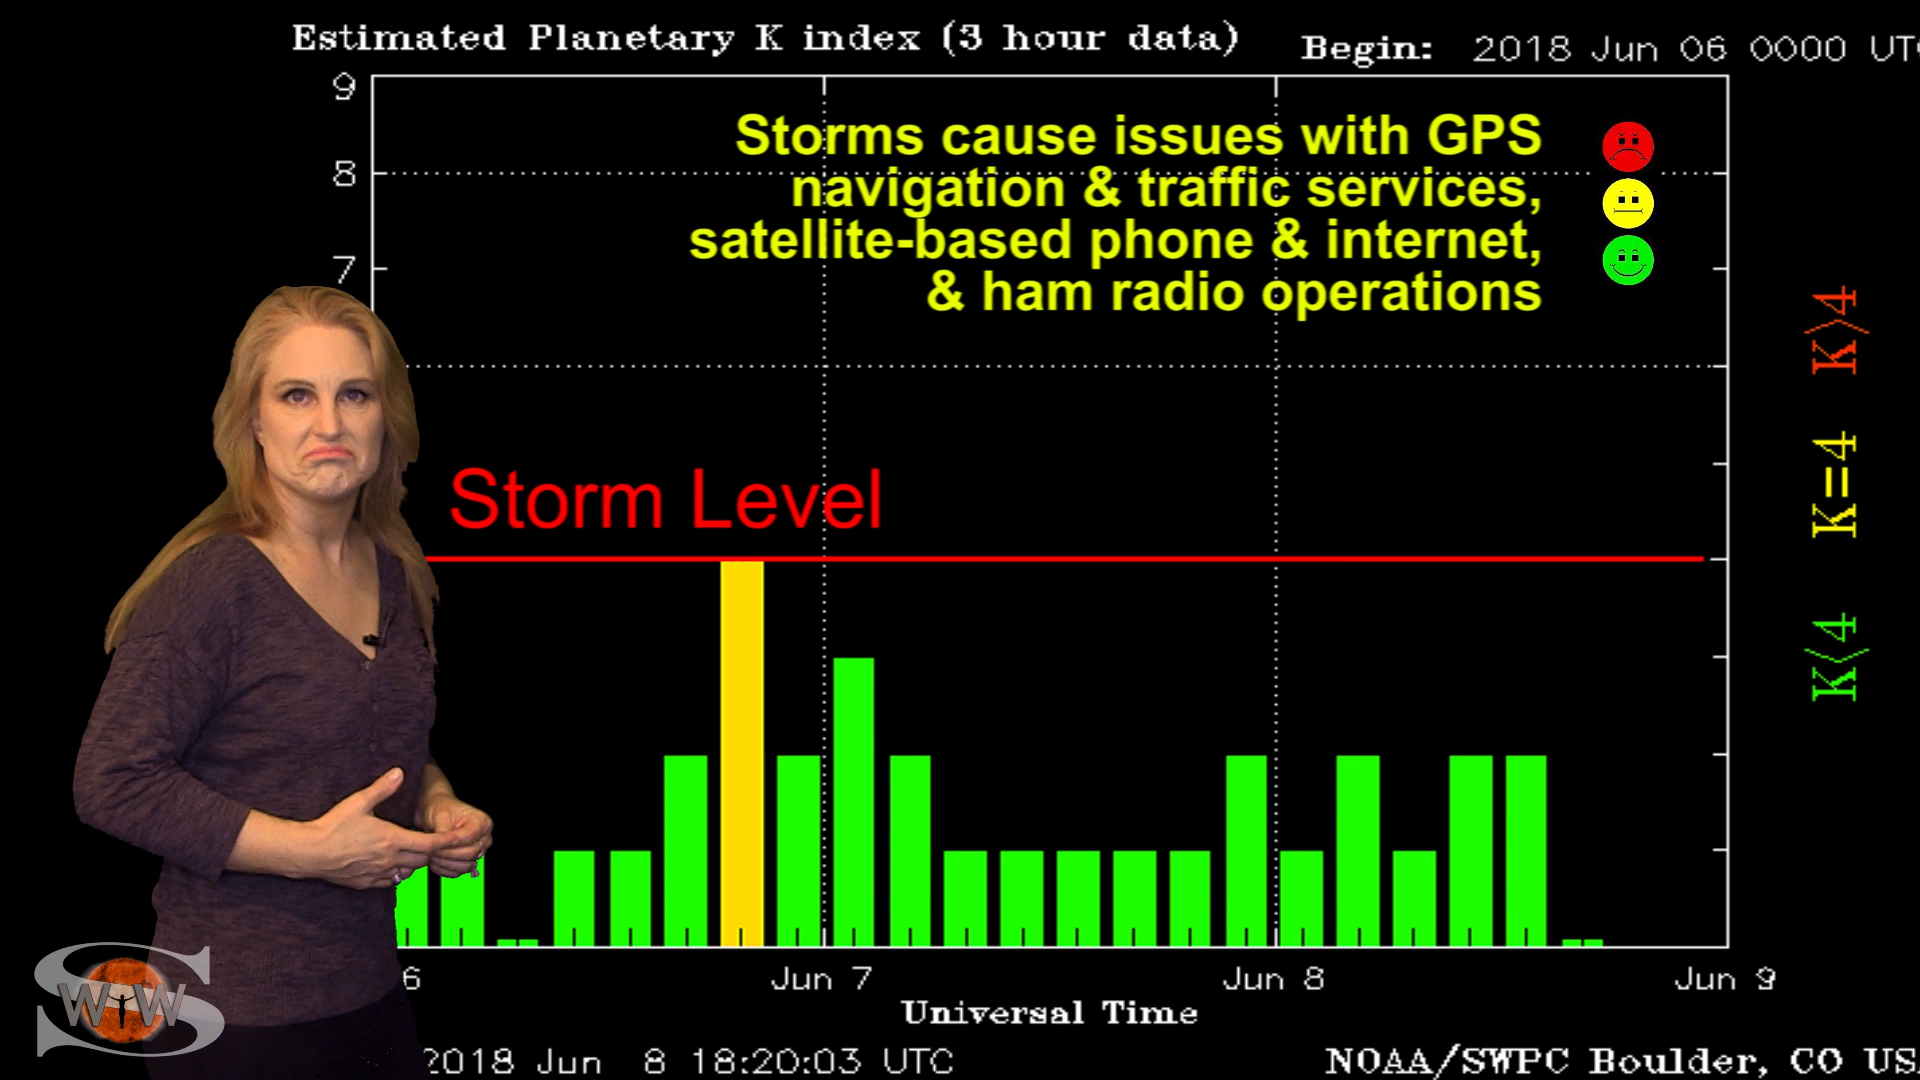 Estimated Planetary K index (3 hour data)
Begin: 2018 Jun 06 0000 UTC
9
8
7
Storms cause issues with GPS
navigation & traffic services,
satellite-based phone & internet,
& ham radio operations
Storm Level
K>4
K=4
K<4
6 Jun 7 Jun 8 Jun 9
Universal Time
2018 Jun 8 18:20:03 UTC
NOAA/SWPC Boulder, CO US
S
WW